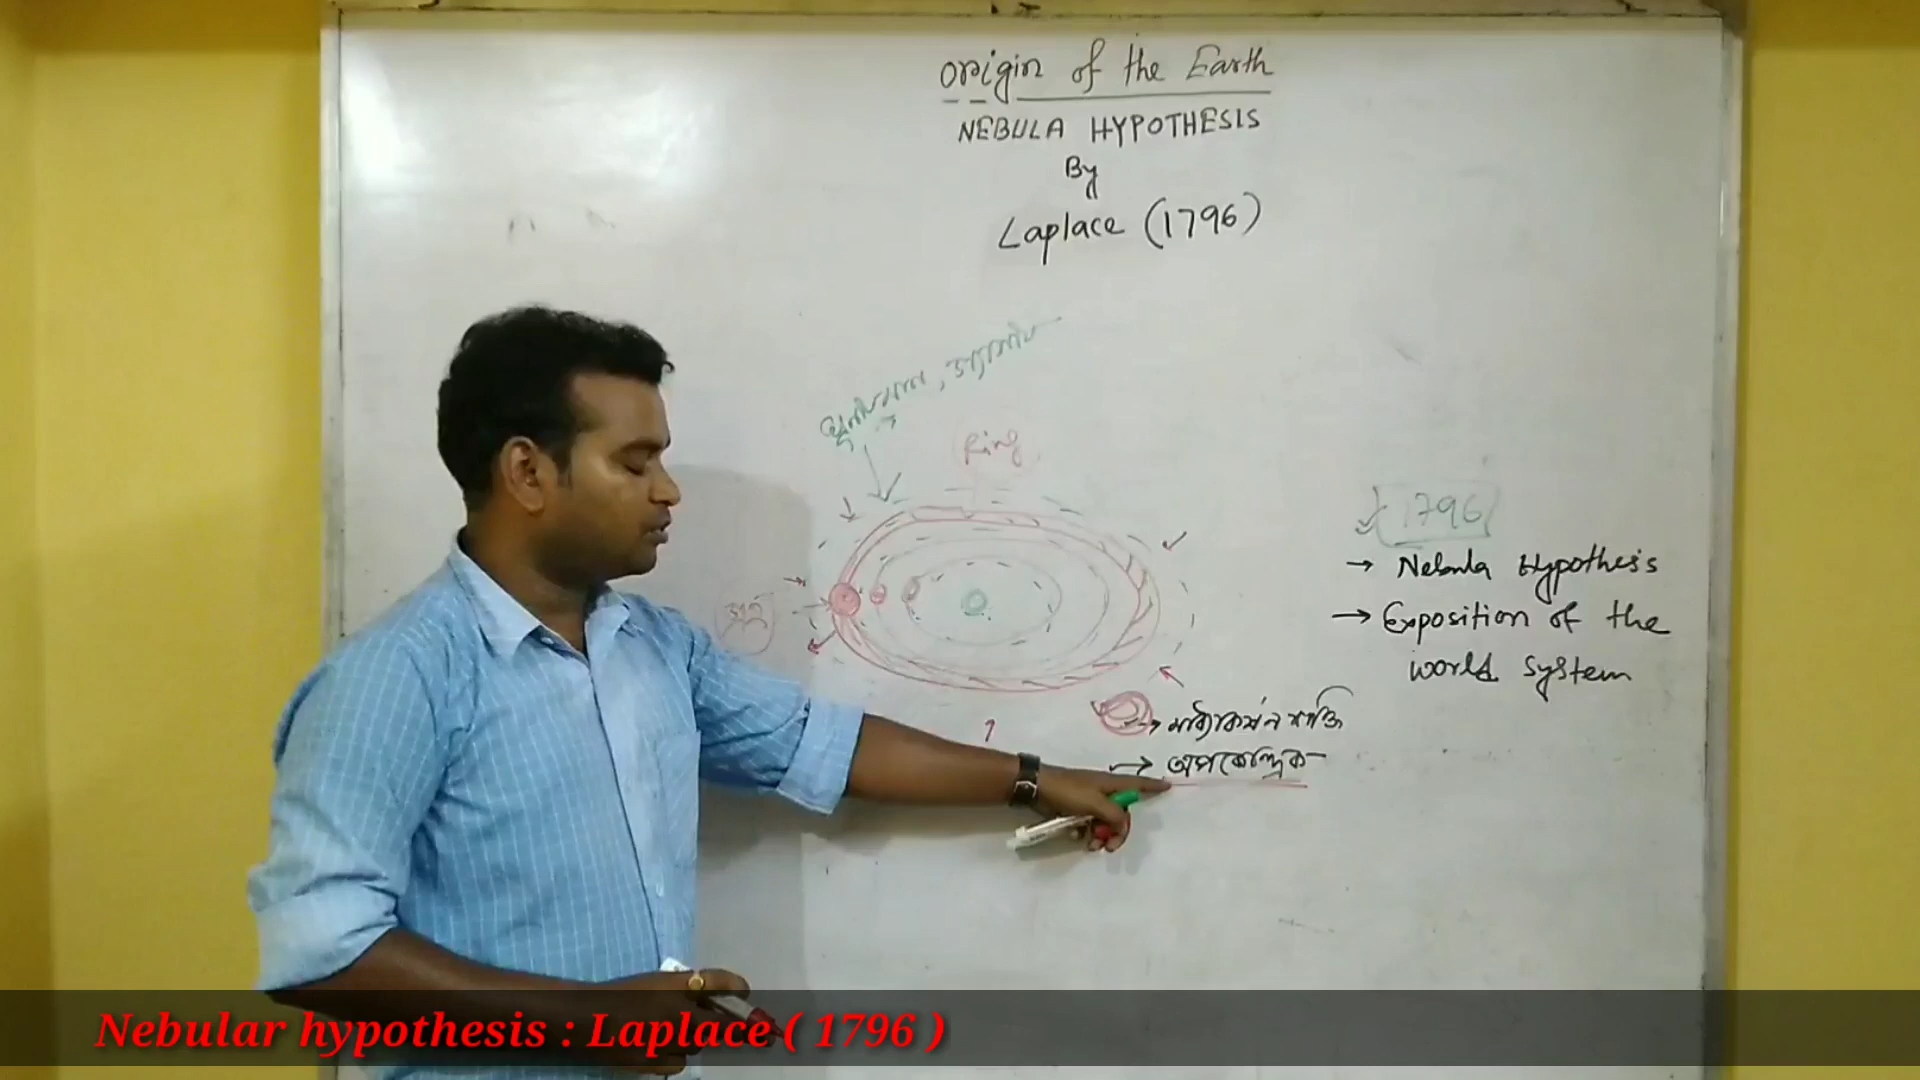 Origin of the Earth
NEBULA HYPOTHESIS
By
Laplace (1796)
Ring
1796
→ Nebula Hypothesis
→ Exposition of the
world system
→ মাধ্যাকর্ষন শক্তি
→ অপকেন্দ্রিক
Nebular hypothesis : Laplace ( 1796 )